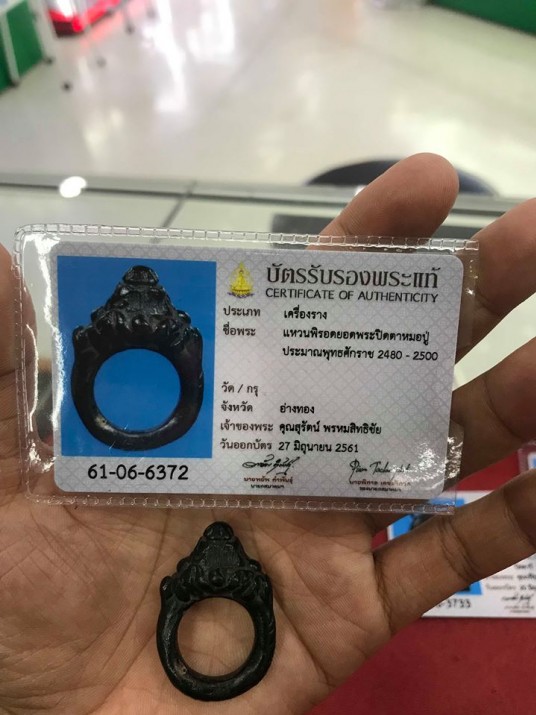 บัตรรับรองพระแท้
CERTIFICATE OF AUTHENTICITY
ประเภท เครื่องราง
ชื่อพระ แหวนพิรอดยอดพระปิดตาหมอปู่
ประมาณพุทธศักราช 2480 - 2500
วัด / กรุ
จังหวัด อ่างทอง
เจ้าของพระ คุณสุรัตน์ พรหมสิทธิชัย
วันออกบัตร 27 มิถุนายน 2561
61-06-6372